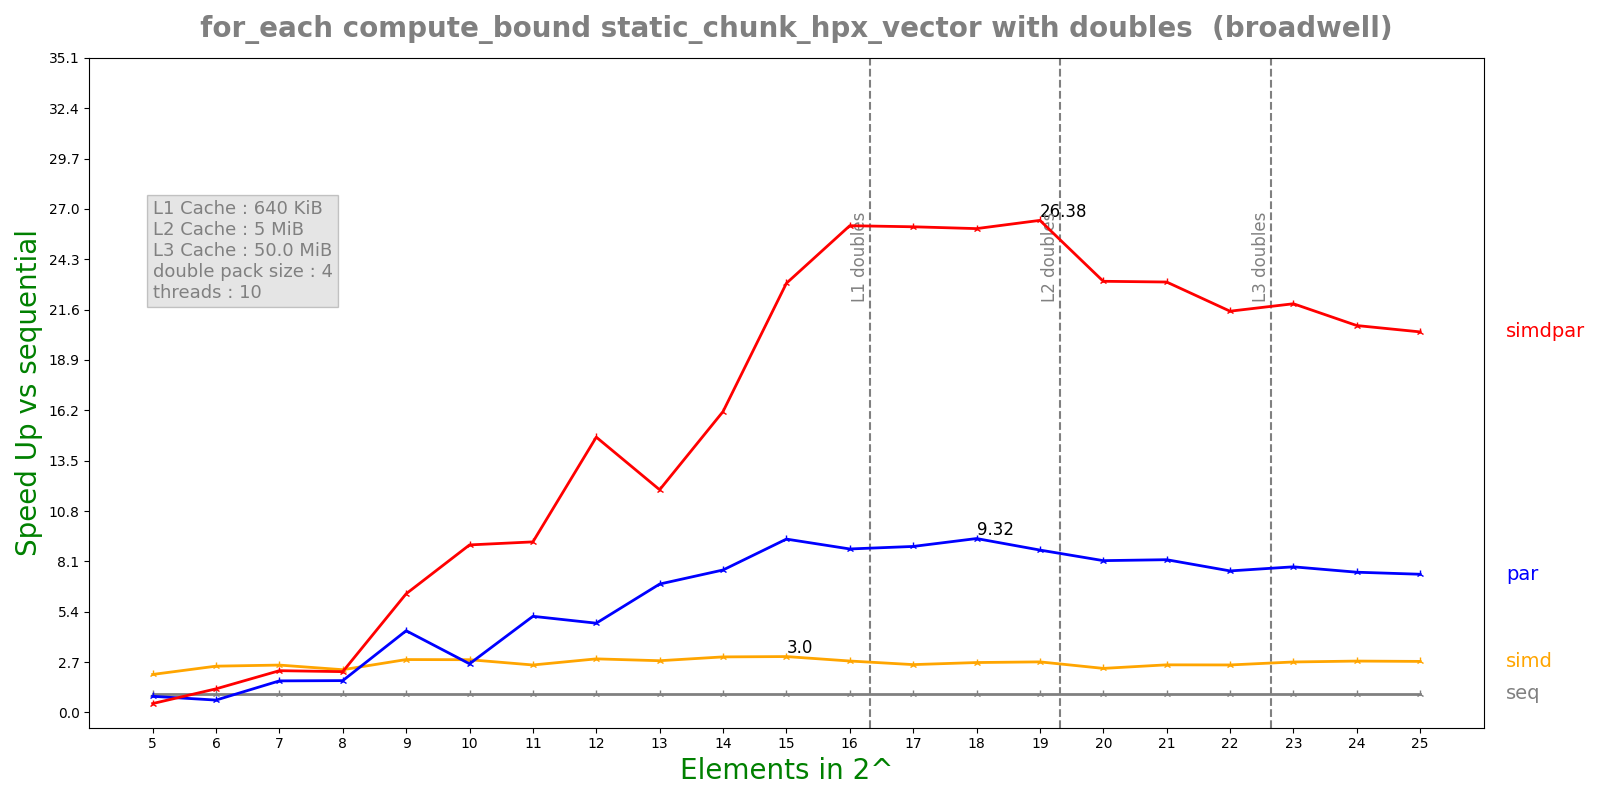 for_each compute_bound static_chunk_hpx_vector with doubles (broadwell)
Speed Up vs sequential
35.1
32.4
29.7
27.0
24.3
21.6
18.9
16.2
13.5
10.8
8.1
5.4
2.7
0.0
L1 Cache : 640 KiB
L2 Cache : 5 MiB
L3 Cache : 50.0 MiB
double pack size : 4
threads : 10
L1 doubles
L2 doubles
L3 doubles
26.38
9.32
3.0
simdpar
par
simd
seq
5 6 7 8 9 10 11 12 13 14 15 16 17 18 19 20 21 22 23 24 25
Elements in 2^